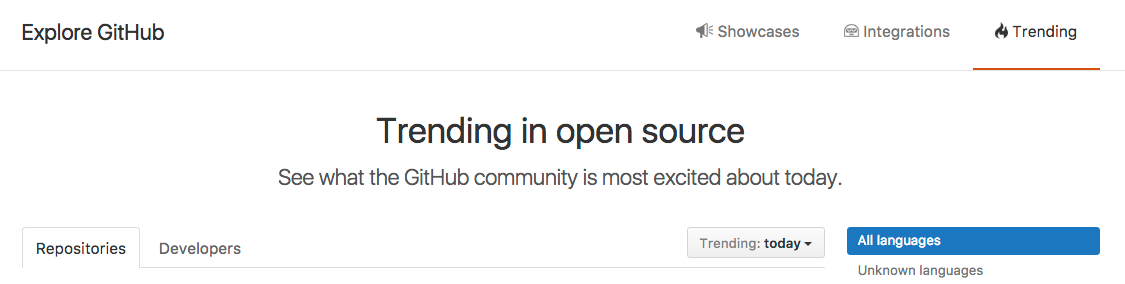 Explore GitHub
Showcases
Integrations
Trending
Trending in open source
See what the GitHub community is most excited about today.
Repositories
Developers
Trending: today
All languages
Unknown languages